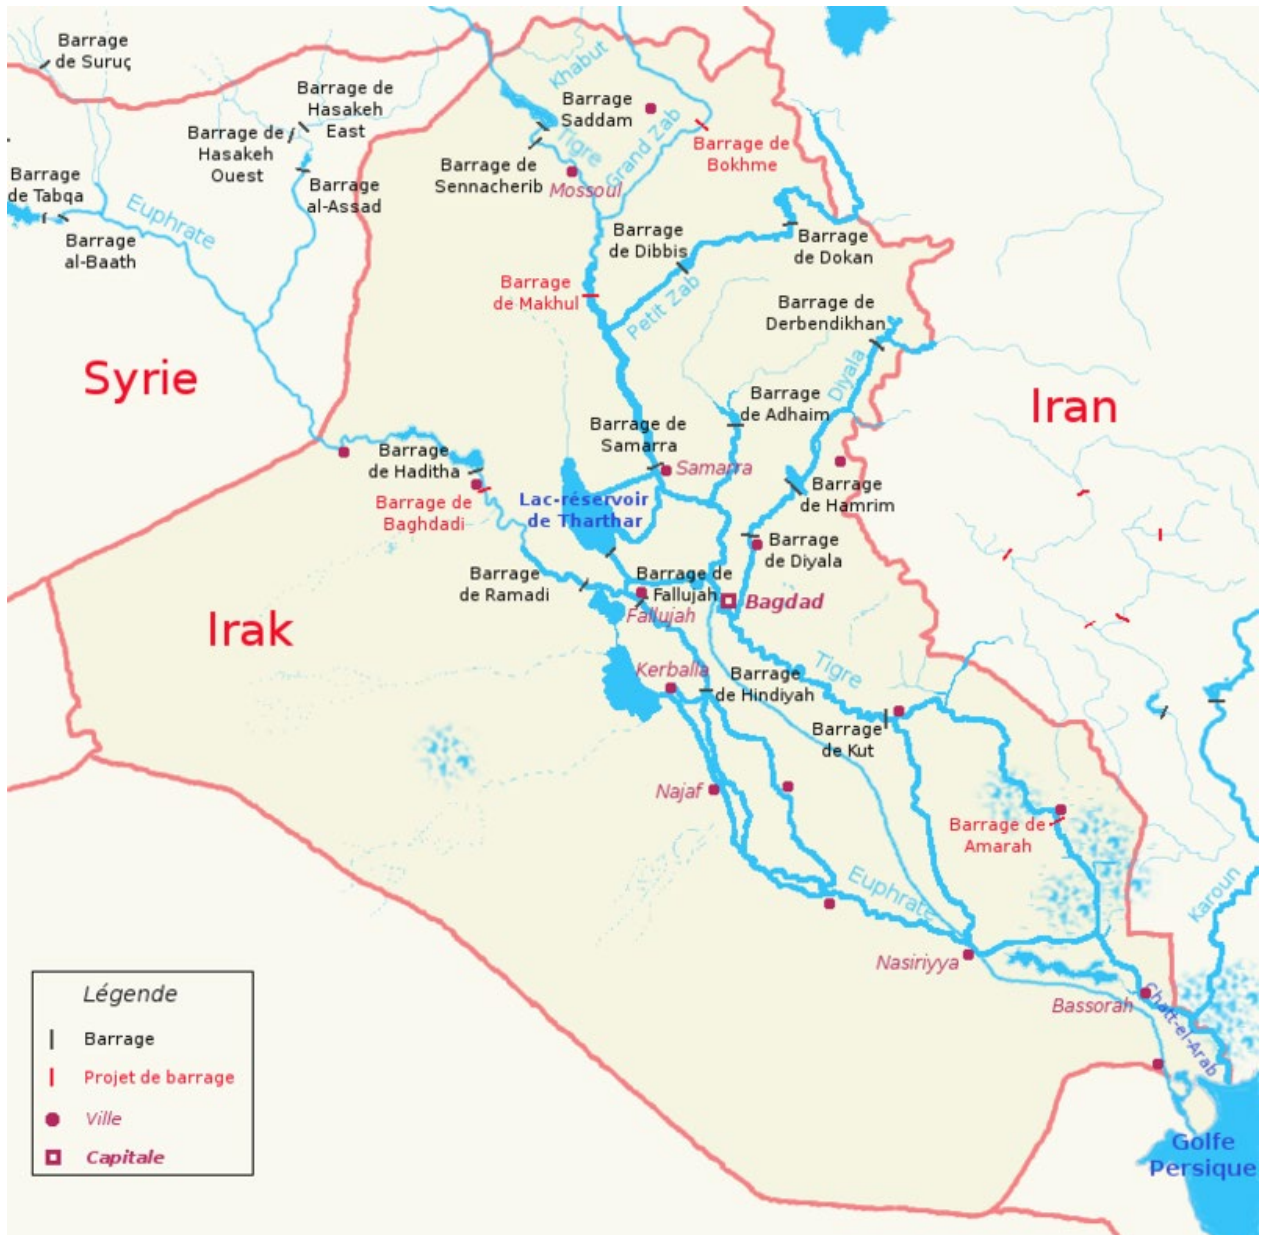 Barrage
de Suruç
Barrage de
Hasakeh
East
Barrage de
Hasakeh
Ouest
Barrage
al-Assad
Barrage
de Tabqa
Barrage
al-Baath
Euphrate
Khabut
Barrage
Saddam
Tigre
Grand Zab
Barrage de
Sennacherib
Mossoul
Barrage de
Bokhme
Barrage
de Dibbis
Barrage
de Dokan
Barrage
de Makhul
Petit Zab
Barrage de
Derbendikhan
Diyala
Syrie
Iran
Barrage
de Adhaim
Barrage de
Samarra
Samarra
Barrage
de Haditha
Barrage de
Baghdadi
Lac-réservoir
de Tharthar
Barrage
de Hamrim
Barrage
de Diyala
Barrage
de Ramadi
Barrage de
Fallujah
Fallujah
Bagdad
Irak
Kerballa
Barrage
de Hindiyah
Tigre
Barrage
de Kut
Najaf
Barrage de
Amarah
Euphrate
Karoun
Nasiriyya
Bassorah
Chatt-el-Arab
Golfe
Persique
Légende
Barrage
Projet de barrage
Ville
Capitale